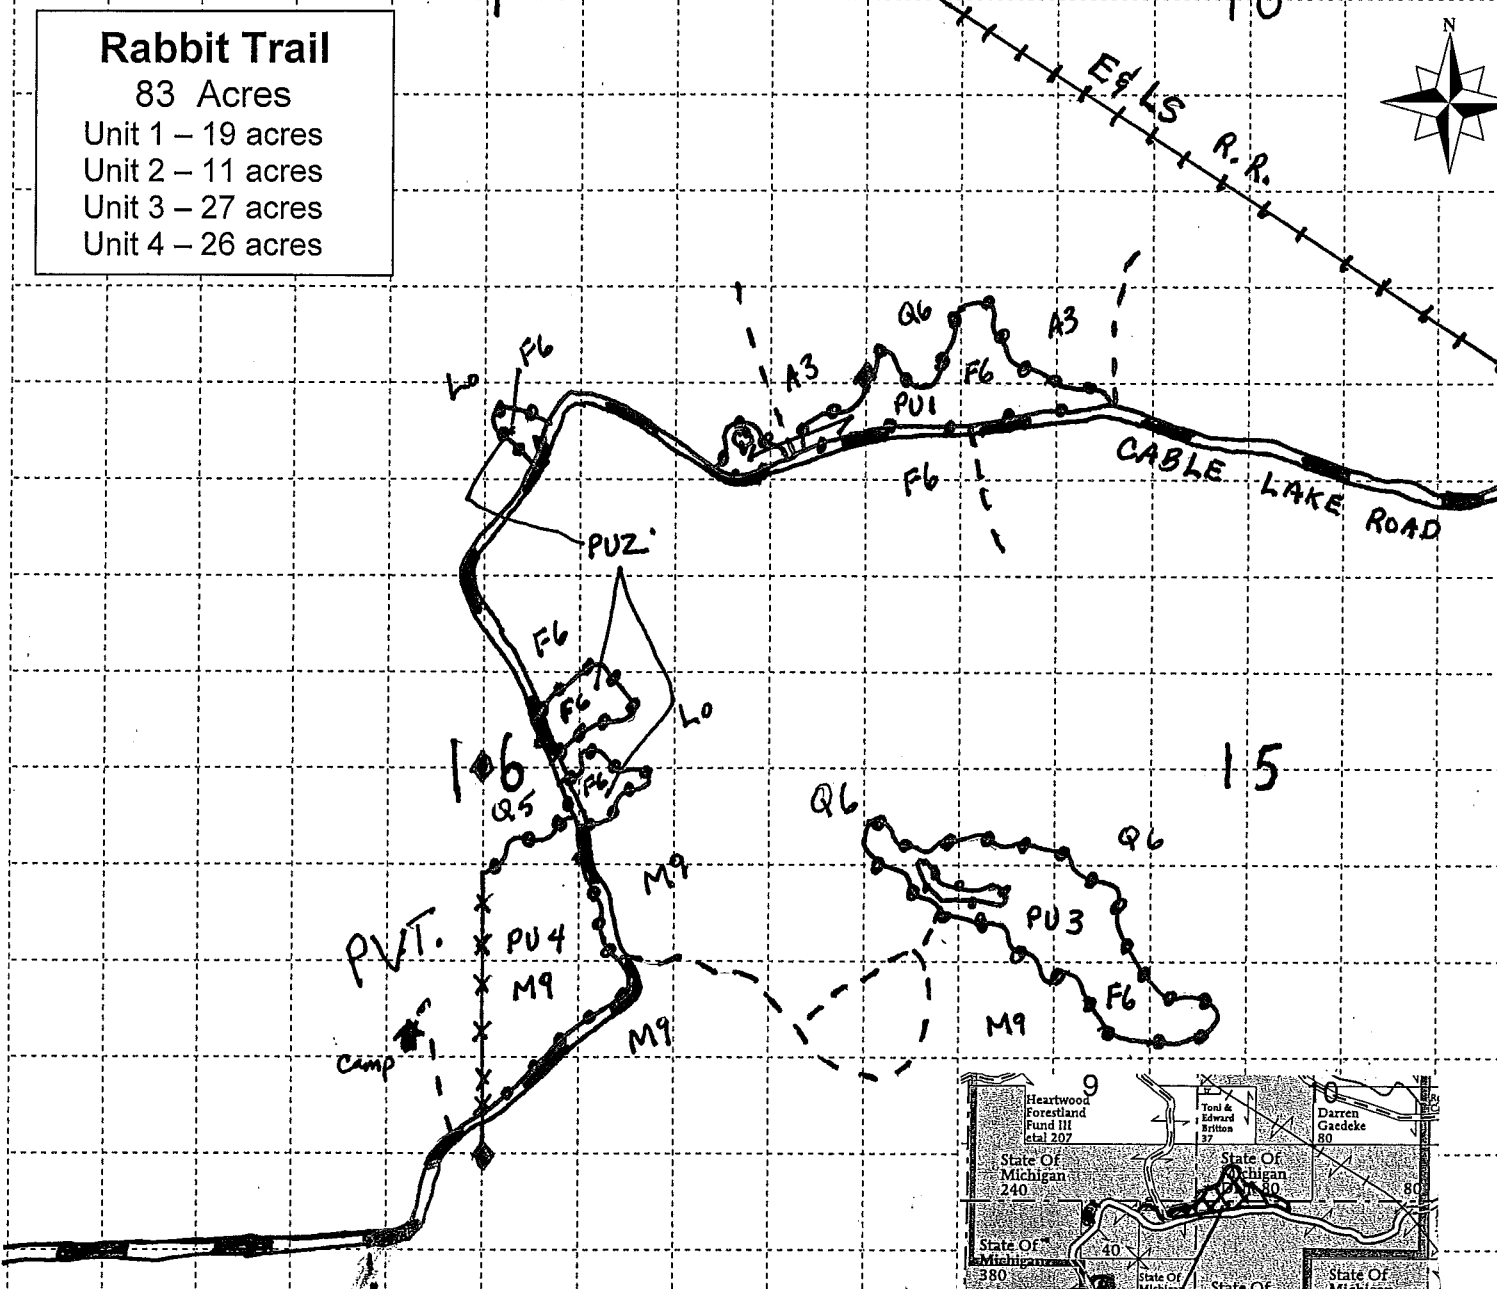 Rabbit Trail
83 Acres
Unit 1 – 19 acres
Unit 2 – 11 acres
Unit 3 – 27 acres
Unit 4 – 26 acres
10
N
E&LS R.R.
Q6
A3
F6
LO
A3
F6
PU1
F6
CABLE LAKE ROAD
PU2
F6
F6
LO
16
F6
15
Q5
Q6
Q6
M9
PVT.
PU4
PU3
M9
F6
M9
M9
Camp
9
Heartwood
Forestland
Fund III
etal 207
Toni &
Edward
Britton
37
Darren
Gaedeke
80
State Of
Michigan
240
State Of
80
80
State Of
Michigan
380
40
State Of
State Of
State Of